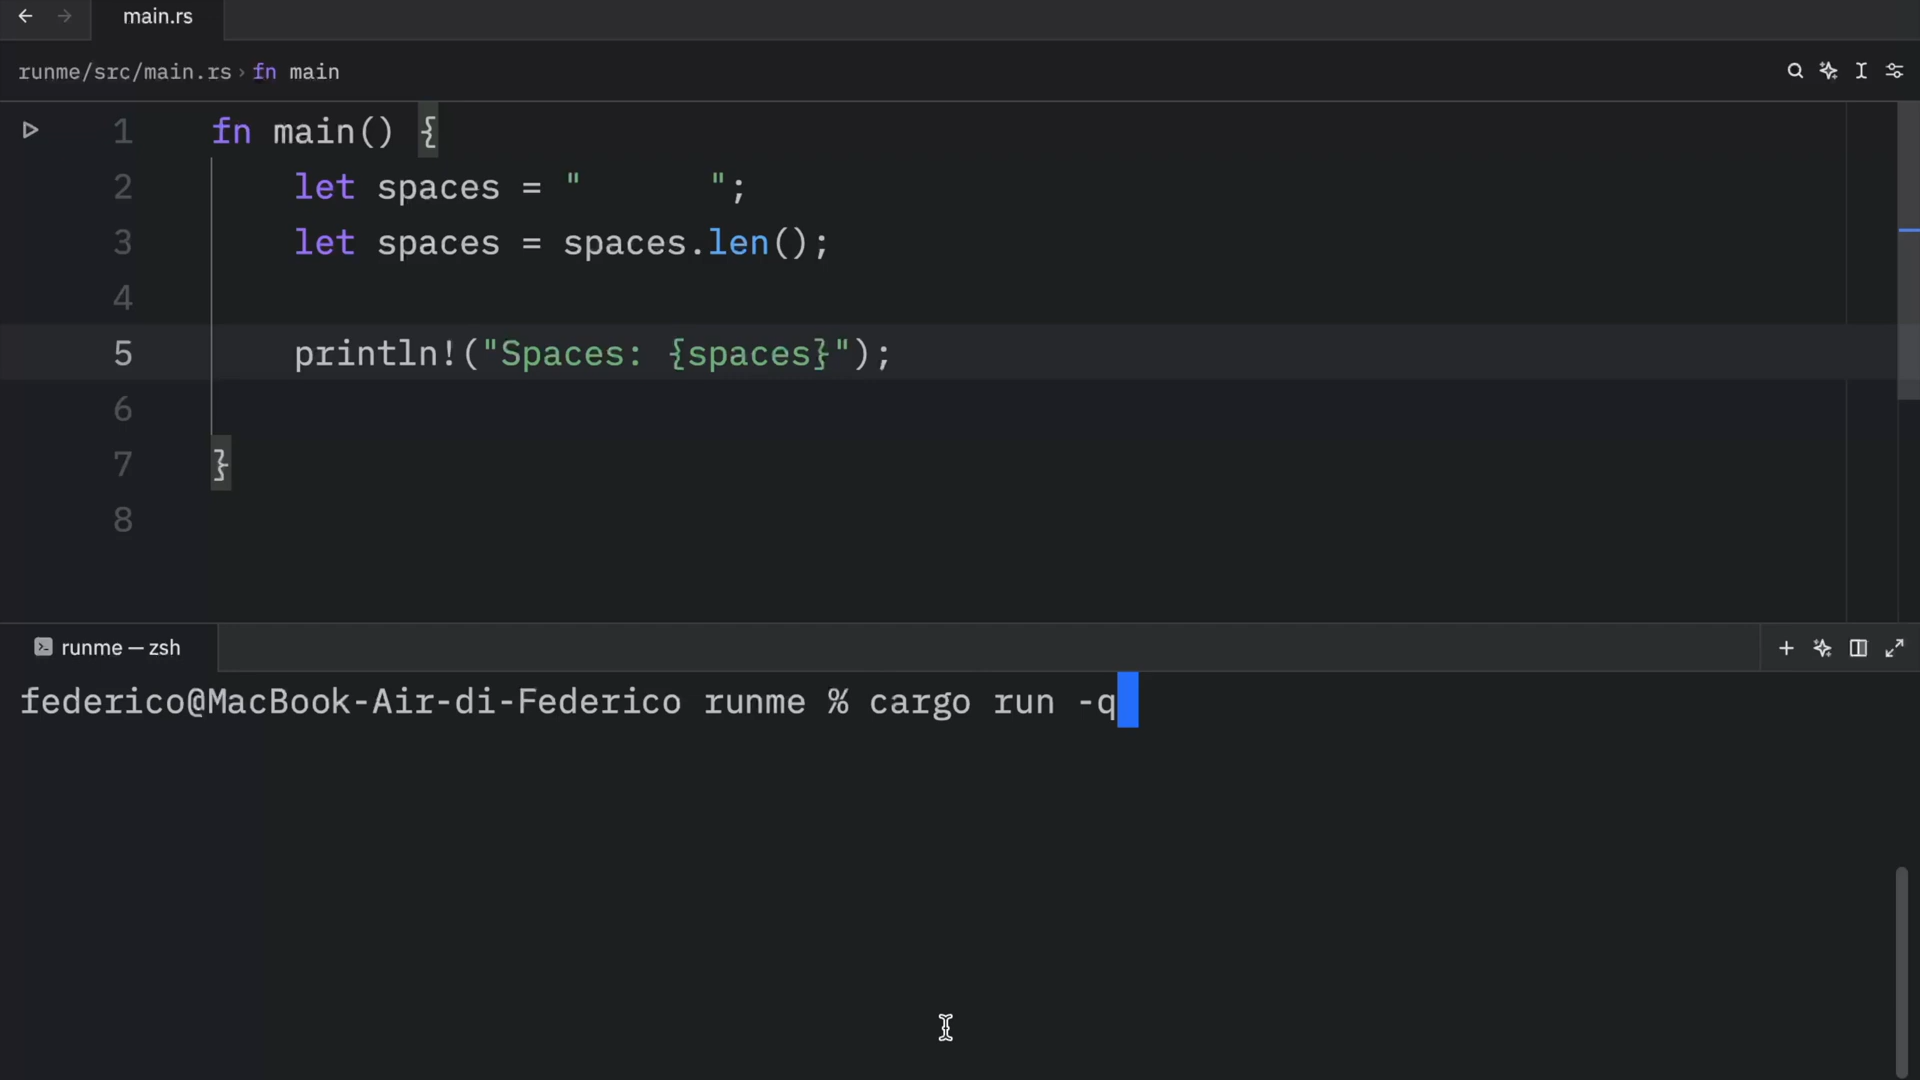 main.rs
runme/src/main.rs › fn main
1 fn main() {
2     let spaces = "      ";
3     let spaces = spaces.len();
4
5     println!("Spaces: {spaces}");
6
7 }
8
runme — zsh
federico@MacBook-Air-di-Federico runme % cargo run -q